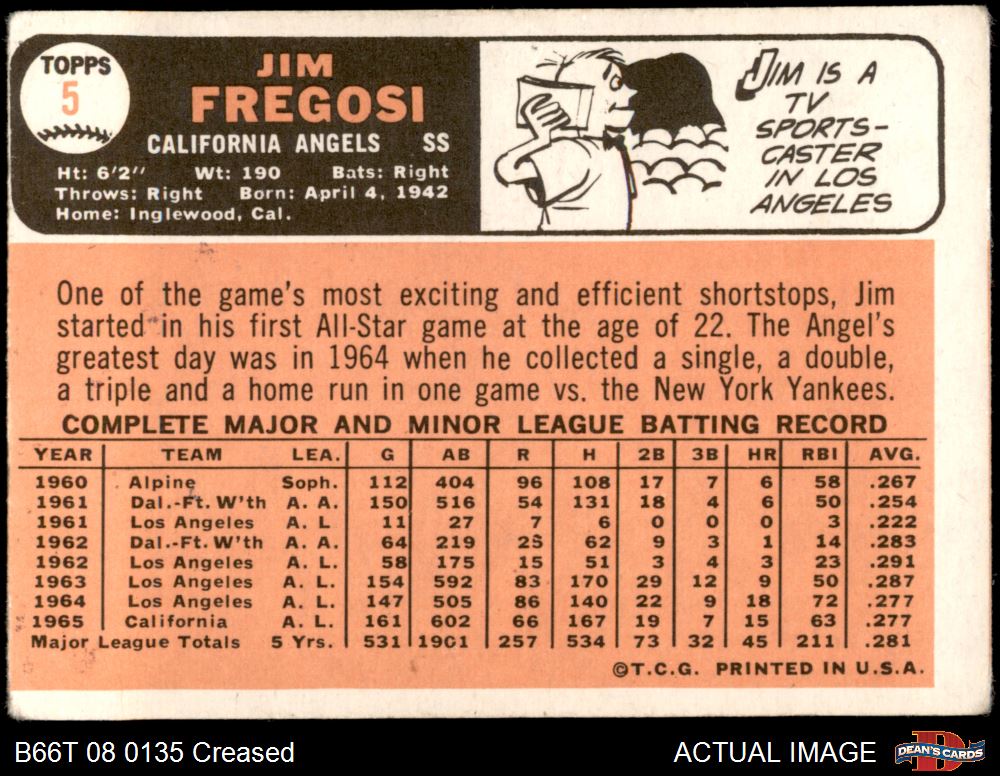 TOPPS
5
JIM
FREGOSI
CALIFORNIA ANGELS SS
Ht: 6'2" Wt: 190 Bats: Right
Throws: Right Born: April 4, 1942
Home: Inglewood, Cal.
JIM IS A
TV
SPORTS-
CASTER
IN LOS
ANGELES
One of the game's most exciting and efficient shortstops, Jim
started in his first All-Star game at the age of 22. The Angel's
greatest day was in 1964 when he collected a single, a double,
a triple and a home run in one game vs. the New York Yankees.
COMPLETE MAJOR AND MINOR LEAGUE BATTING RECORD
YEAR TEAM LEA. G AB R H 2B 3B HR RBI AVG.
1960 Alpine Soph. 112 404 96 108 17 7 6 58 .267
1961 Dal.-Ft. W'th A. A. 150 516 54 131 18 4 6 50 .254
1961 Los Angeles A. L 11 27 7 6 0 0 0 3 .222
1962 Dal.-Ft. W'th A. A. 64 219 25 62 9 3 1 14 .283
1962 Los Angeles A. L. 58 175 15 51 3 4 3 23 .291
1963 Los Angeles A. L. 154 592 83 170 29 12 9 50 .287
1964 Los Angeles A. L. 147 505 86 140 22 9 18 72 .277
1965 California A. L. 161 602 66 167 19 7 15 63 .277
Major League Totals 5 Yrs. 531 1901 257 534 73 32 45 211 .281
©T.C.G. PRINTED IN U.S.A.
B66T 08 0135 Creased ACTUAL IMAGE DEAN'S CARDS